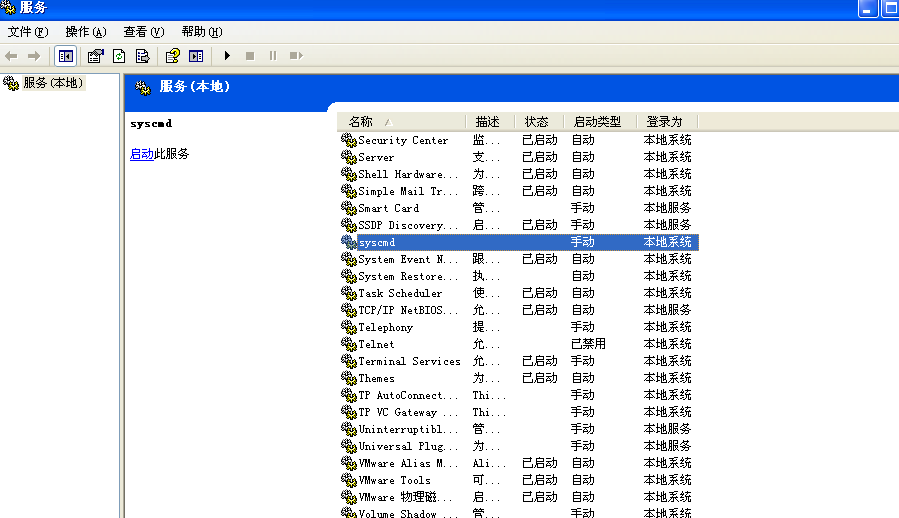 服务
文件(F) 操作(A) 查看(V) 帮助(H)
服务(本地)
服务(本地)
syscmd
启动此服务
名称 描述 状态 启动类型 登录为
Security Center 监... 已启动 自动 本地系统
Server 支... 已启动 自动 本地系统
Shell Hardware... 为... 已启动 自动 本地系统
Simple Mail Tr... 跨... 已启动 自动 本地系统
Smart Card 管... 手动 本地服务
SSDP Discovery... 启... 已启动 手动 本地服务
syscmd 手动 本地系统
System Event N... 跟... 已启动 自动 本地系统
System Restore... 执... 自动 本地系统
Task Scheduler 使... 已启动 自动 本地系统
TCP/IP NetBIOS... 允... 已启动 自动 本地服务
Telephony 提... 手动 本地系统
Telnet 允... 已禁用 本地系统
Terminal Services 允... 已启动 手动 本地系统
Themes 为... 已启动 自动 本地系统
TP AutoConnect... Thi... 手动 本地系统
TP VC Gateway ... Thi... 手动 本地系统
Uninterruptibl... 管... 手动 本地服务
Universal Plug... 为... 手动 本地服务
VMware Alias M... Ali... 已启动 自动 本地系统
VMware Tools 可... 已启动 自动 本地系统
VMware 物理磁... 启... 已启动 自动 本地系统
Volume Shadow ... 管... 手动 本地系统